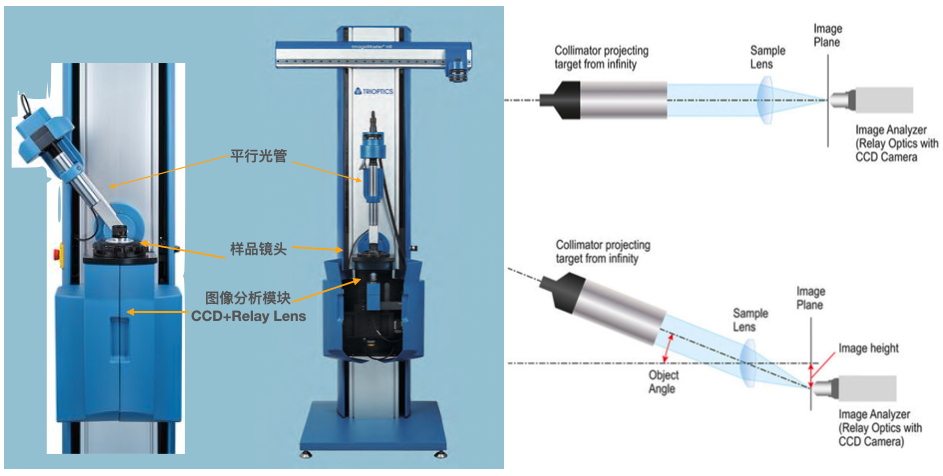 ImageMaster® HR
TRIOPTICS
平行光管
样品镜头
图像分析模块
CCD+Relay Lens
Collimator projecting
target from infinity
Sample
Lens
Image
Plane
Image Analyzer
(Relay Optics with
CCD Camera
Collimator projecting
target from infinity
Object
Angle
Sample
Lens
Image
Plane
Image height
Image Analyzer
(Relay Optics with
CCD Camera)